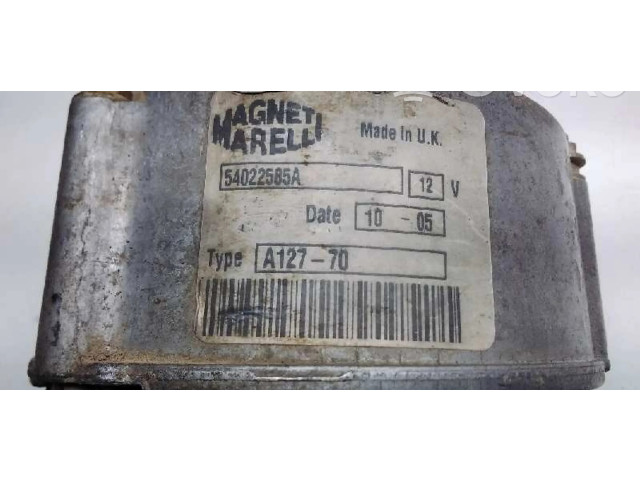 MAGNETI
MARELLI
Made In U.K.
54022585A 12 V
Date 10 - 05
Type A127-70